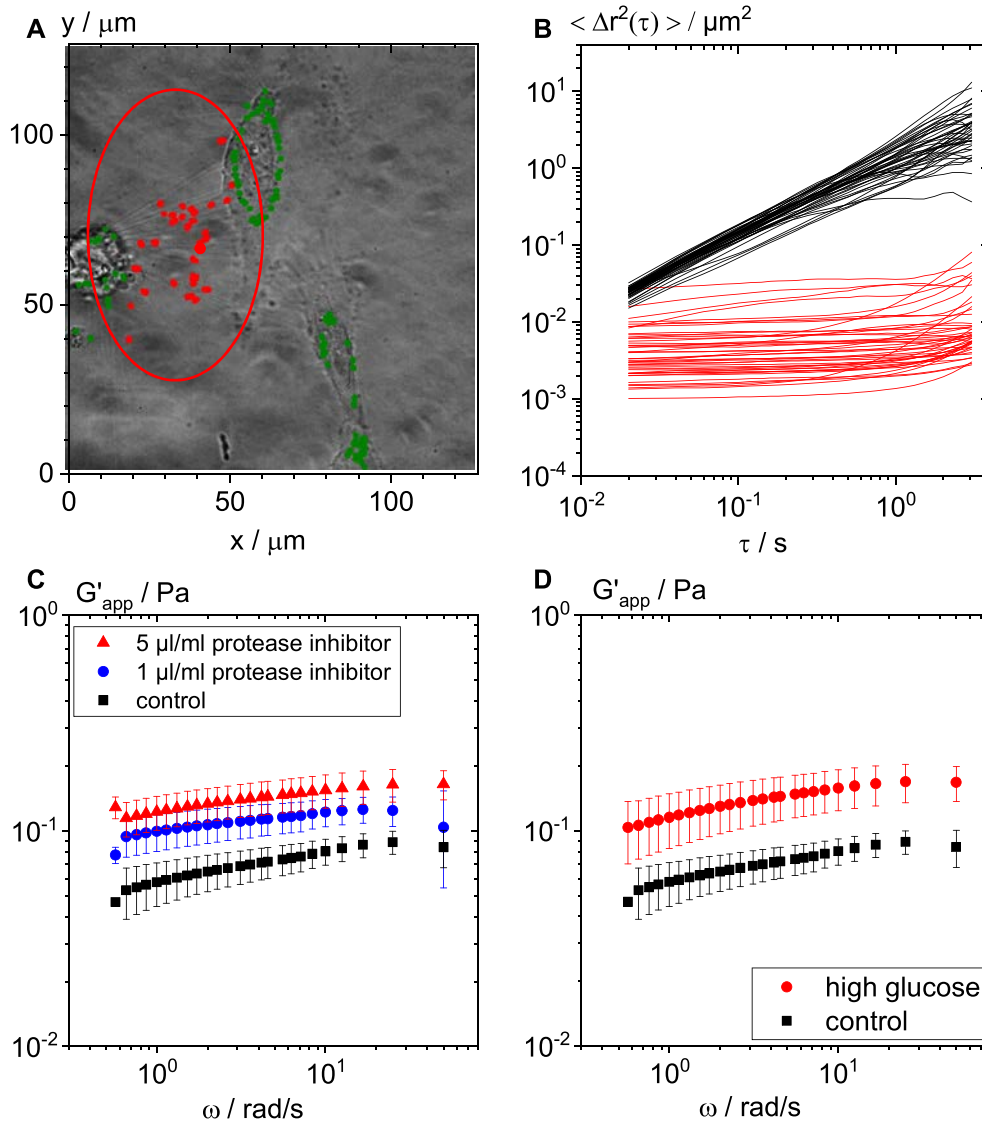 A y / μm
100
50
0
0 50 100
x / μm
B < Δr²(τ) > / μm²
10¹
10⁰
10⁻¹
10⁻²
10⁻³
10⁻⁴
10⁻² 10⁻¹ 10⁰
τ / s
C G'app / Pa
10⁰
5 μl/ml protease inhibitor
1 μl/ml protease inhibitor
control
10⁻¹
10⁻²
10⁰ 10¹
ω / rad/s
D G'app / Pa
10⁰
10⁻¹
high glucose
control
10⁻²
10⁰ 10¹
ω / rad/s